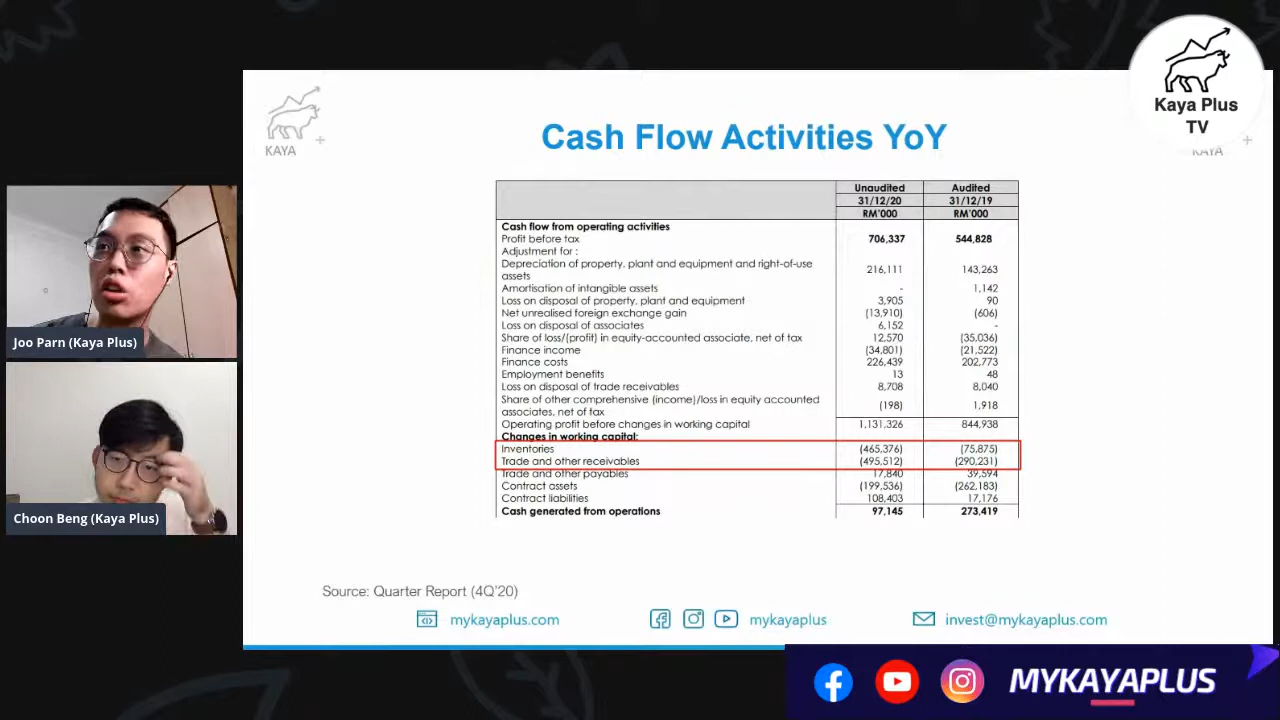 Kaya Plus
TV
KAYA
+
+
KAYA
Cash Flow Activities YoY
Unaudited Audited
31/12/20 31/12/19
RM'000 RM'000
Cash flow from operating activities
Profit before tax 706,337 544,828
Adjustment for :
Depreciation of property, plant and equipment and right-of-use
assets 216,111 143,263
Amortisation of intangible assets - 1,142
Loss on disposal of property, plant and equipment 3,905 90
Net unrealised foreign exchange gain (13,910) (606)
Loss on disposal of associates 6,152 -
Share of loss/(profit) in equity-accounted associate, net of tax 12,570 (35,036)
Finance income (34,801) (21,522)
Finance costs 226,439 202,773
Employment benefits 13 48
Loss on disposal of trade receivables 8,708 8,040
Share of other comprehensive (income)/loss in equity accounted
associates, net of tax (198) 1,918
Operating profit before changes in working capital 1,131,326 844,938
Changes in working capital:
Inventories (465,376) (75,875)
Trade and other receivables (495,512) (290,231)
Trade and other payables 17,840 39,594
Contract assets (199,536) (262,183)
Contract liabilities 108,403 17,176
Cash generated from operations 97,145 273,419
Joo Parn (Kaya Plus)
Choon Beng (Kaya Plus)
Source: Quarter Report (4Q'20)
mykayaplus.com mykayaplus invest@mykayaplus.com
MYKAYAPLUS